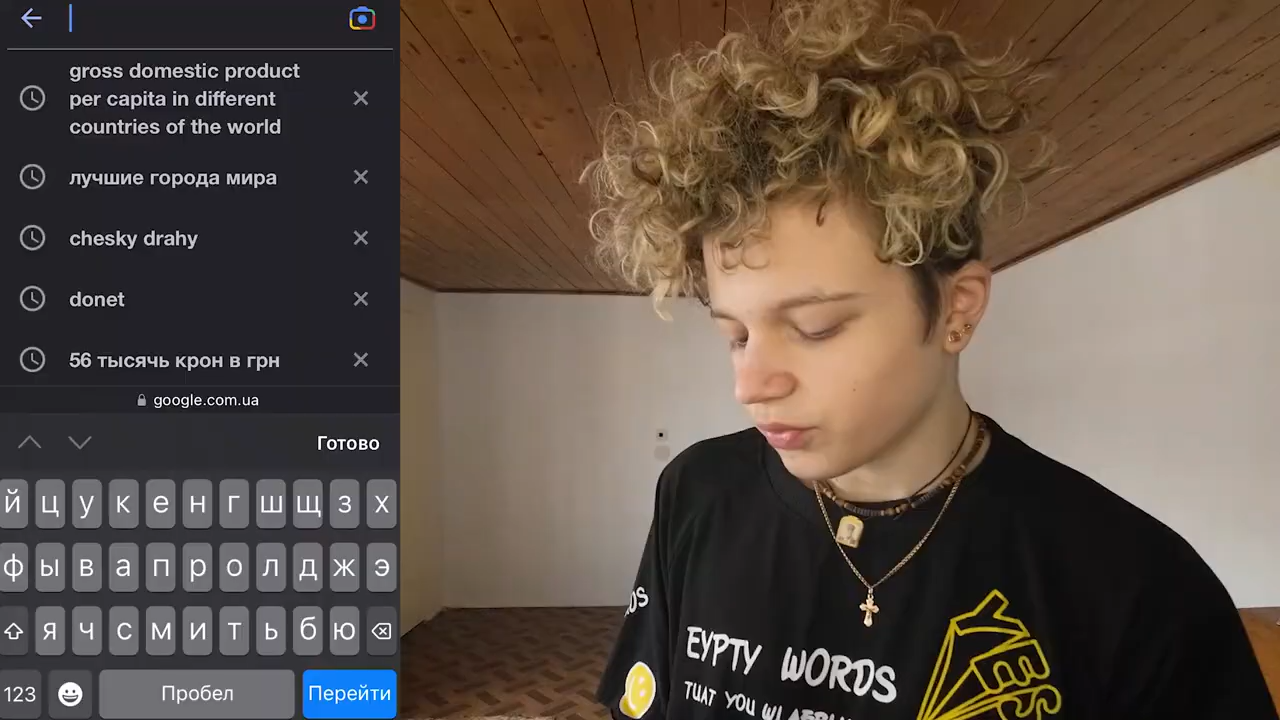 gross domestic product
per capita in different
countries of the world
лучшие города мира
chesky drahy
donet
56 тысячь крон в грн
google.com.ua
Готово
й ц у к е н г ш щ з х
ф ы в а п р о л д ж э
я ч с м и т ь б ю
123 Пробел Перейти
EYPTY WORDS
YOU